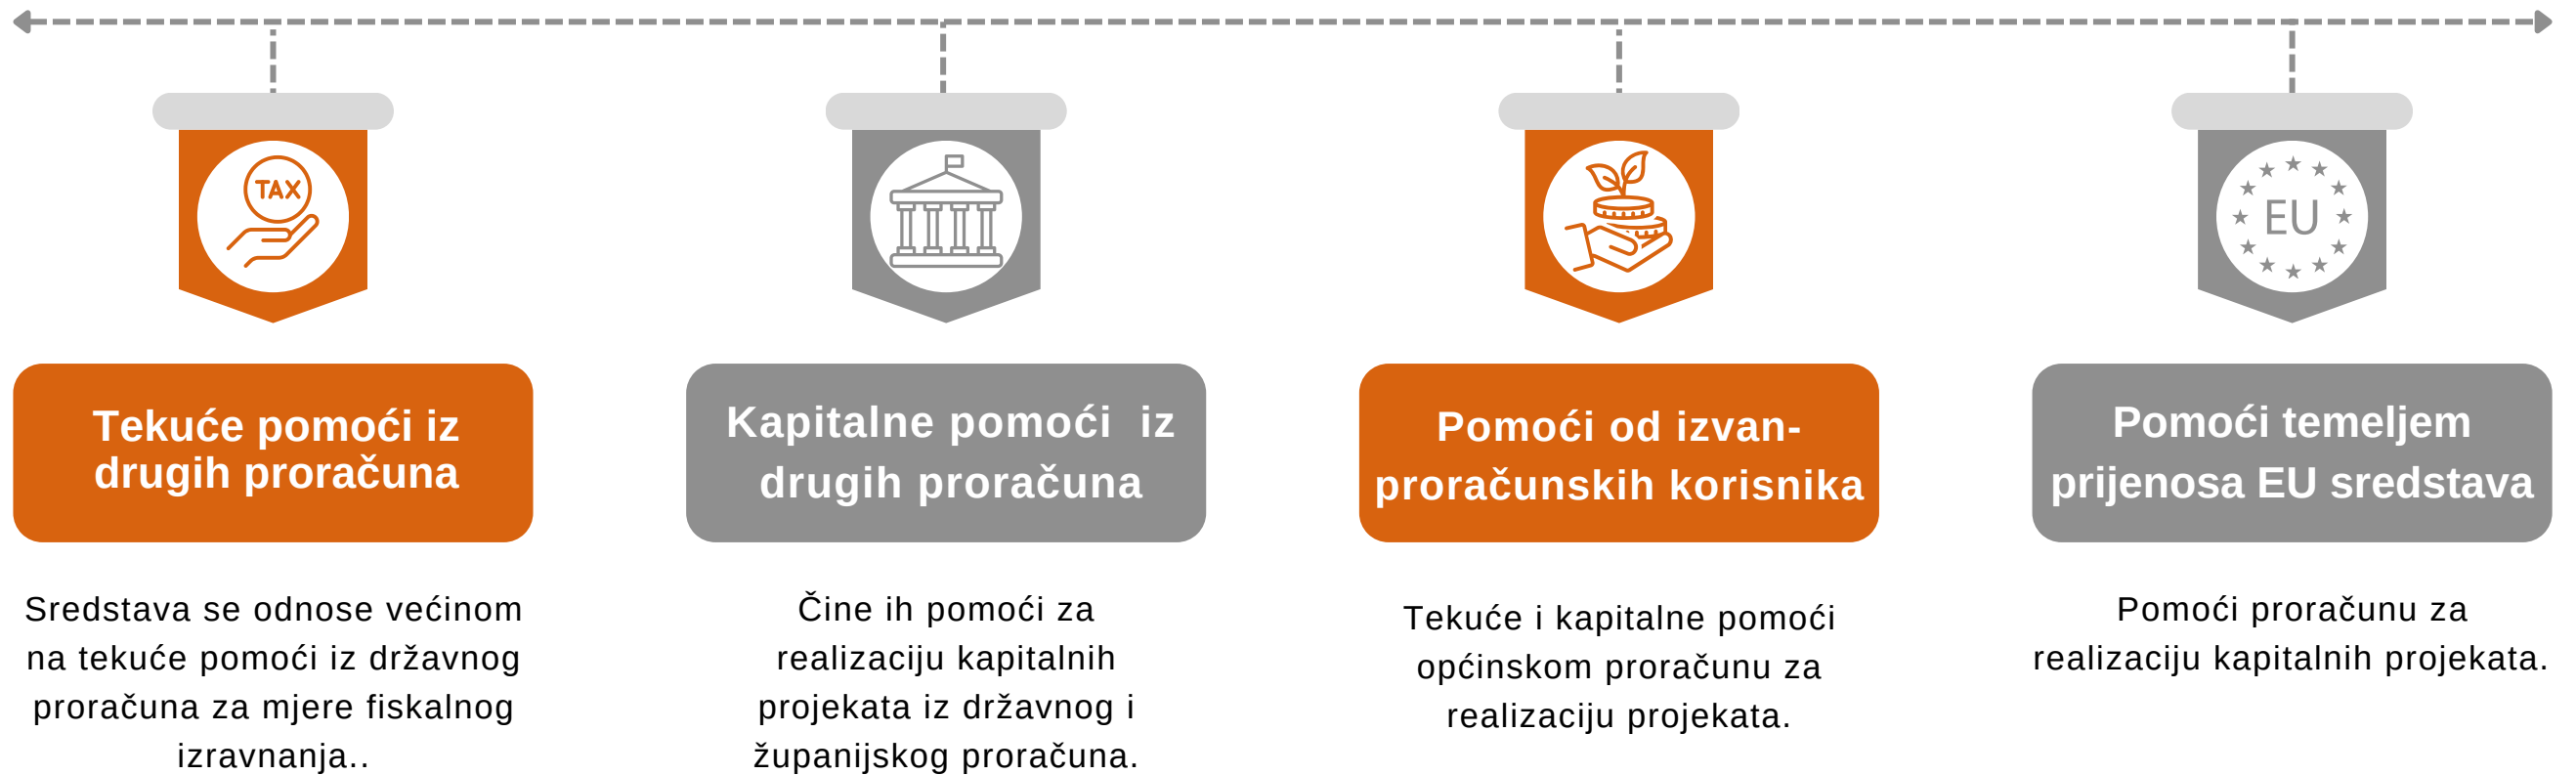 TAX
EU
Tekuće pomoći iz
drugih proračuna
Kapitalne pomoći  iz
drugih proračuna
Pomoći od izvan-
proračunskih korisnika
Pomoći temeljem
prijenosa EU sredstava
Sredstava se odnose većinom
na tekuće pomoći iz državnog
proračuna za mjere fiskalnog
izravnanja..
Čine ih pomoći za
realizaciju kapitalnih
projekata iz državnog i
županijskog proračuna.
Tekuće i kapitalne pomoći
općinskom proračunu za
realizaciju projekata.
Pomoći proračunu za
realizaciju kapitalnih projekata.